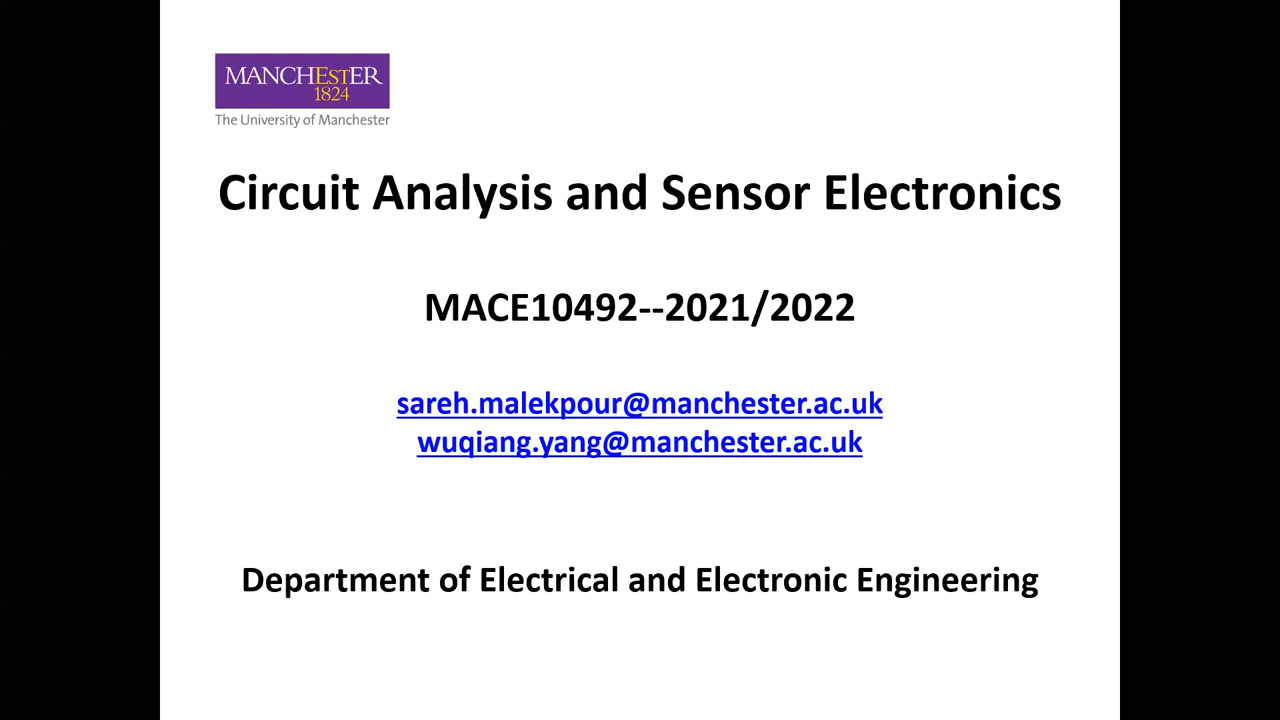 MANCHESTER
1824
The University of Manchester
Circuit Analysis and Sensor Electronics
MACE10492--2021/2022
sareh.malekpour@manchester.ac.uk
wuqiang.yang@manchester.ac.uk
Department of Electrical and Electronic Engineering